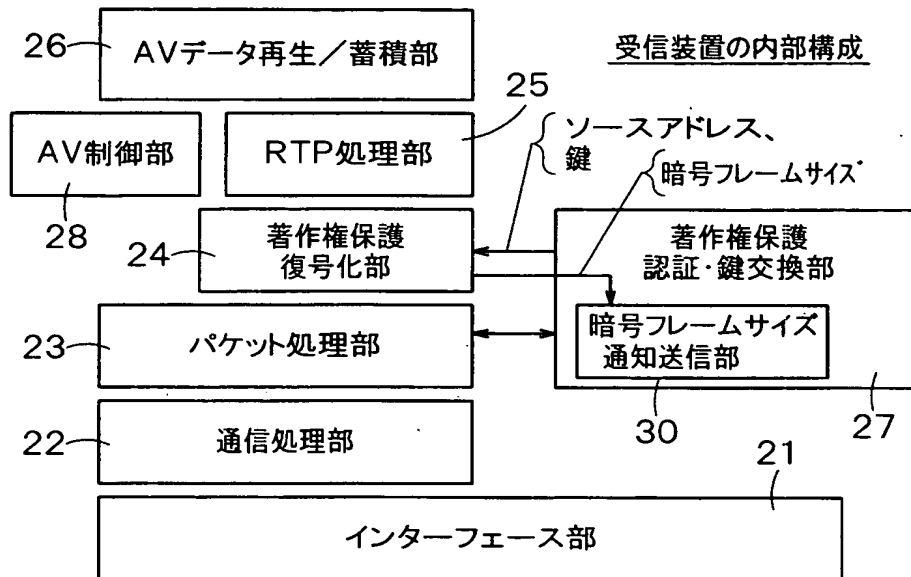 26
AVデータ再生／蓄積部
受信装置の内部構成
25
ソースアドレス、
鍵
AV制御部
RTP処理部
暗号フレームサイズ
28
24
著作権保護
復号化部
著作権保護
認証・鍵交換部
23
パケット処理部
暗号フレームサイズ
通知送信部
22
通信処理部
30
27
21
インターフェース部